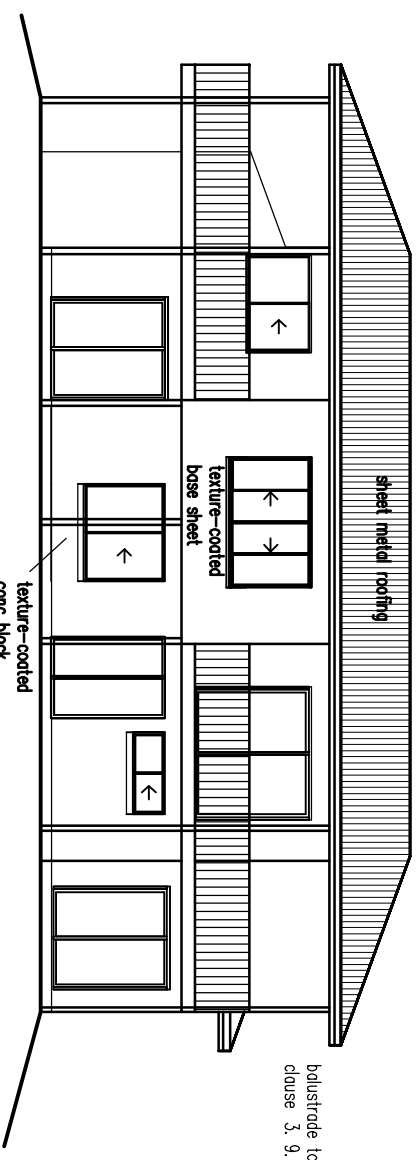 sheet metal roofing
texture-coated
base sheet
texture-coated
conc block
balustrade to
clause 3. 9.